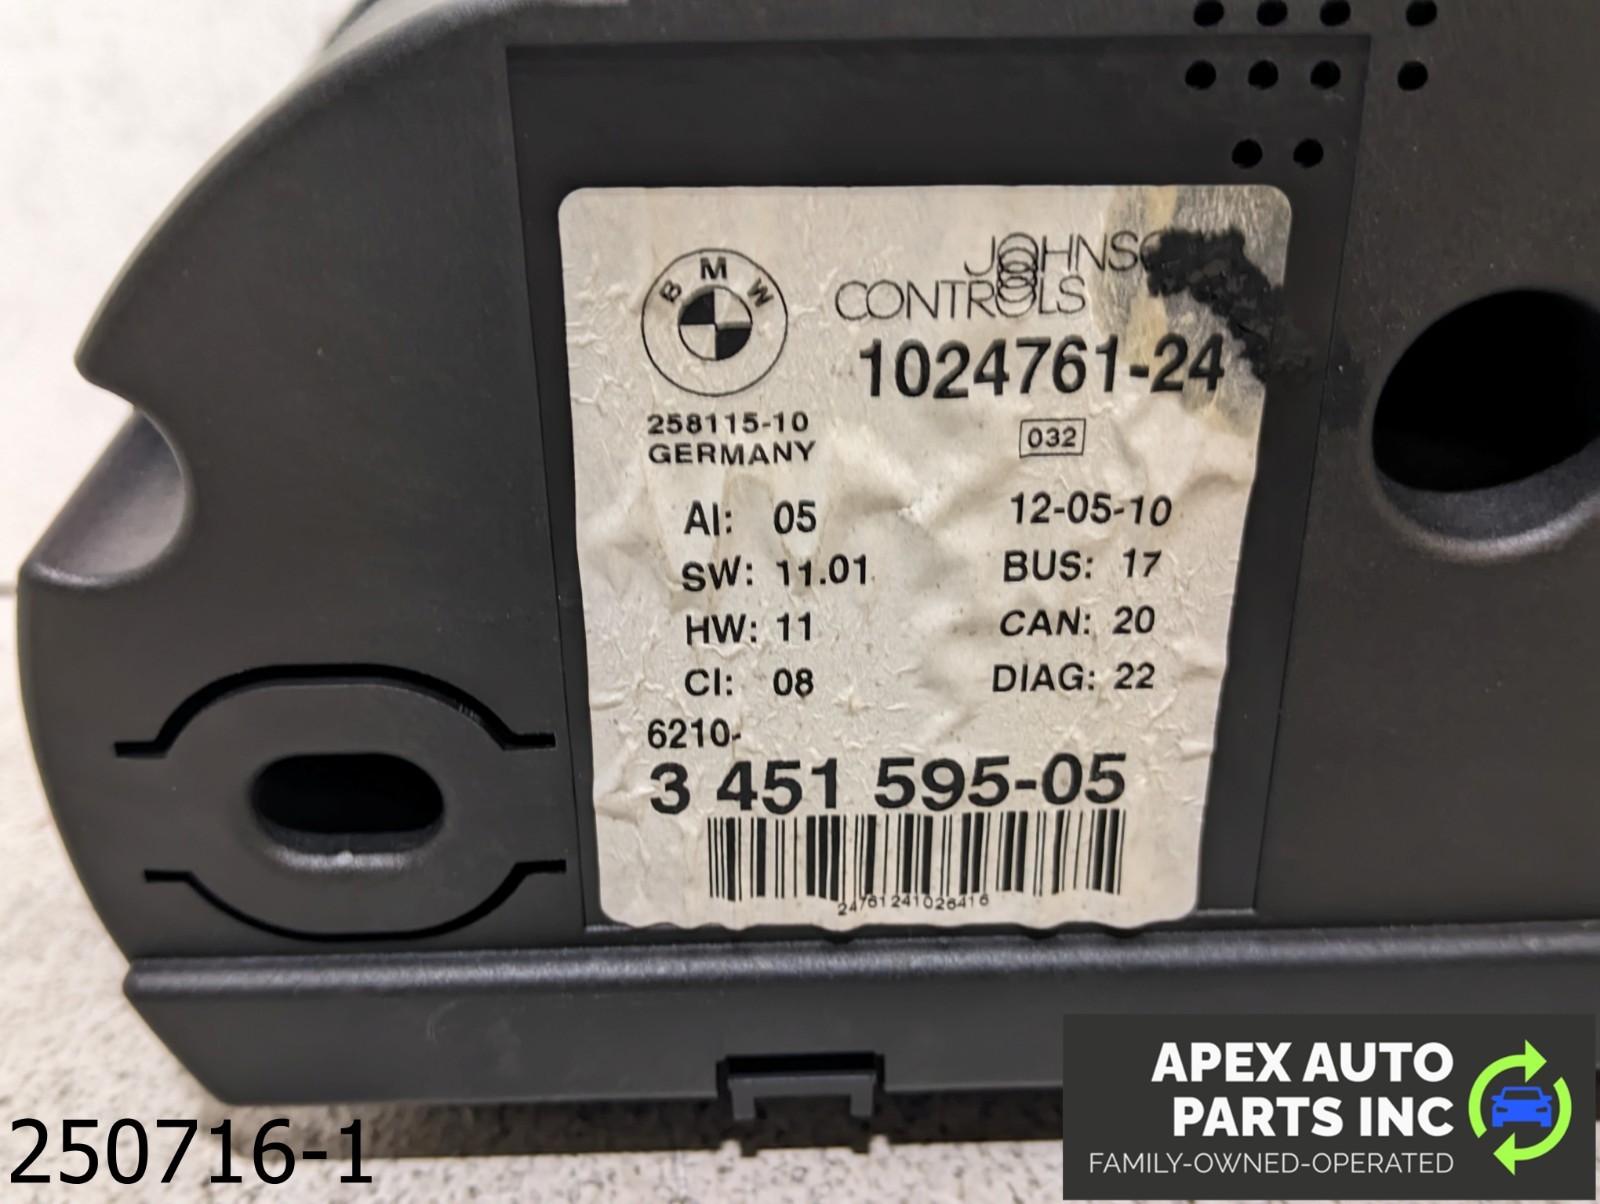 BMW
JOHNSO
CONTROLS
1024761-24
258115-10
GERMANY
032
AI: 05
12-05-10
SW: 11.01
BUS: 17
HW: 11
CAN: 20
CI: 08
DIAG: 22
6210-
3 451 595-05
24761241026416
APEX AUTO
PARTS INC
FAMILY-OWNED-OPERATED
250716-1